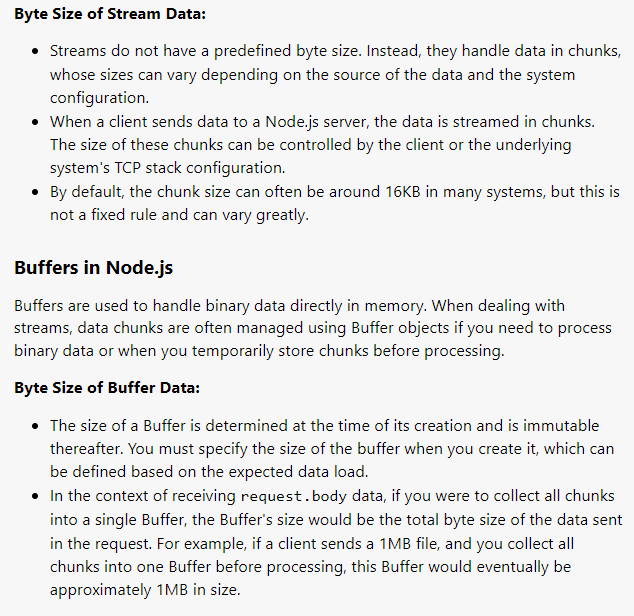 Byte Size of Stream Data:
• Streams do not have a predefined byte size. Instead, they handle data in chunks,
whose sizes can vary depending on the source of the data and the system
configuration.
• When a client sends data to a Node.js server, the data is streamed in chunks.
The size of these chunks can be controlled by the client or the underlying
system's TCP stack configuration.
• By default, the chunk size can often be around 16KB in many systems, but this is
not a fixed rule and can vary greatly.
Buffers in Node.js
Buffers are used to handle binary data directly in memory. When dealing with
streams, data chunks are often managed using Buffer objects if you need to process
binary data or when you temporarily store chunks before processing.
Byte Size of Buffer Data:
• The size of a Buffer is determined at the time of its creation and is immutable
thereafter. You must specify the size of the buffer when you create it, which can
be defined based on the expected data load.
• In the context of receiving request.body data, if you were to collect all chunks
into a single Buffer, the Buffer's size would be the total byte size of the data sent
in the request. For example, if a client sends a 1MB file, and you collect all
chunks into one Buffer before processing, this Buffer would eventually be
approximately 1MB in size.